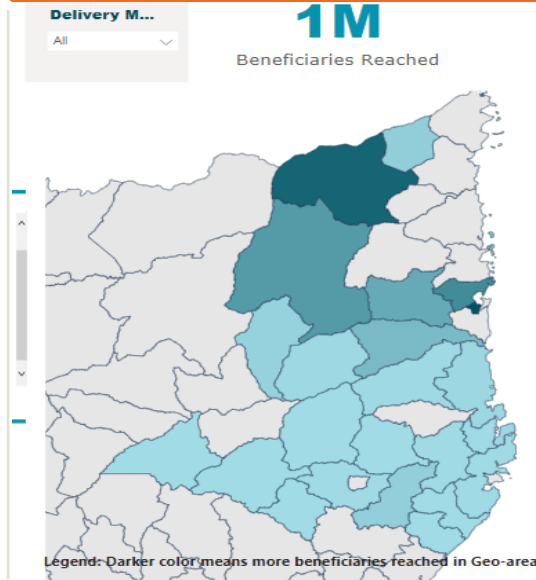 Delivery M...
All
1M
Beneficiaries Reached
Legend: Darker color means more beneficiaries reached in Geo-area